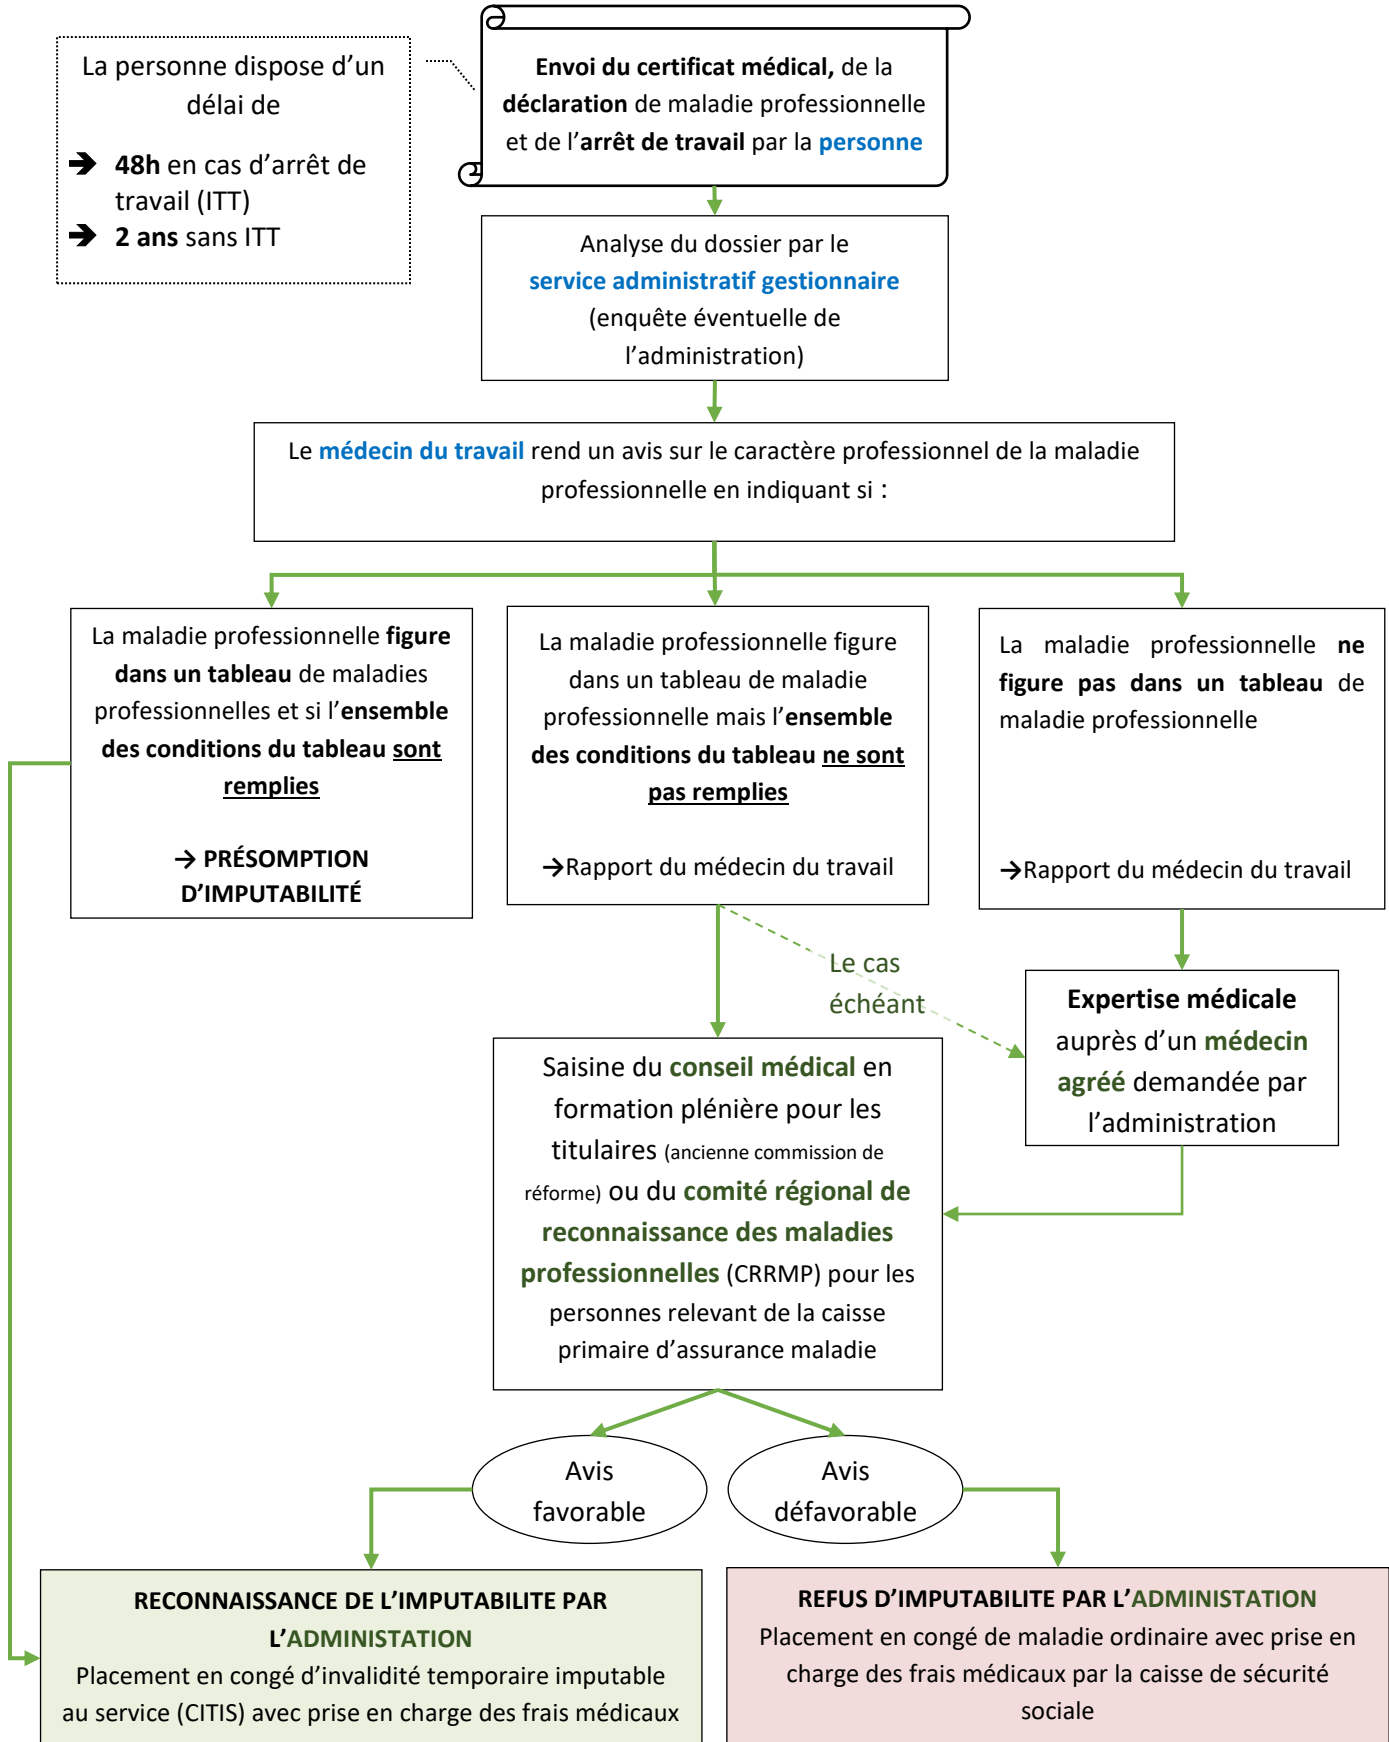 La personne dispose d’un
délai de
➔ 48h en cas d’arrêt de
travail (ITT)
➔ 2 ans sans ITT
Envoi du certificat médical, de la
déclaration de maladie professionnelle
et de l’arrêt de travail par la personne
Analyse du dossier par le
service administratif gestionnaire
(enquête éventuelle de
l’administration)
Le médecin du travail rend un avis sur le caractère professionnel de la maladie
professionnelle en indiquant si :
La maladie professionnelle figure
dans un tableau de maladies
professionnelles et si l’ensemble
des conditions du tableau sont
remplies
→ PRÉSOMPTION
D’IMPUTABILITÉ
La maladie professionnelle figure
dans un tableau de maladie
professionnelle mais l’ensemble
des conditions du tableau ne sont
pas remplies
→Rapport du médecin du travail
La maladie professionnelle ne
figure pas dans un tableau de
maladie professionnelle
→Rapport du médecin du travail
Le cas
échéant
Expertise médicale
auprès d’un médecin
agréé demandée par
l’administration
Saisine du conseil médical en
formation plénière pour les
titulaires (ancienne commission de
réforme) ou du comité régional de
reconnaissance des maladies
professionnelles (CRRMP) pour les
personnes relevant de la caisse
primaire d’assurance maladie
Avis
favorable
Avis
défavorable
RECONNAISSANCE DE L’IMPUTABILITE PAR
L’ADMINISTATION
Placement en congé d’invalidité temporaire imputable
au service (CITIS) avec prise en charge des frais médicaux
REFUS D’IMPUTABILITE PAR L’ADMINISTATION
Placement en congé de maladie ordinaire avec prise en
charge des frais médicaux par la caisse de sécurité
sociale